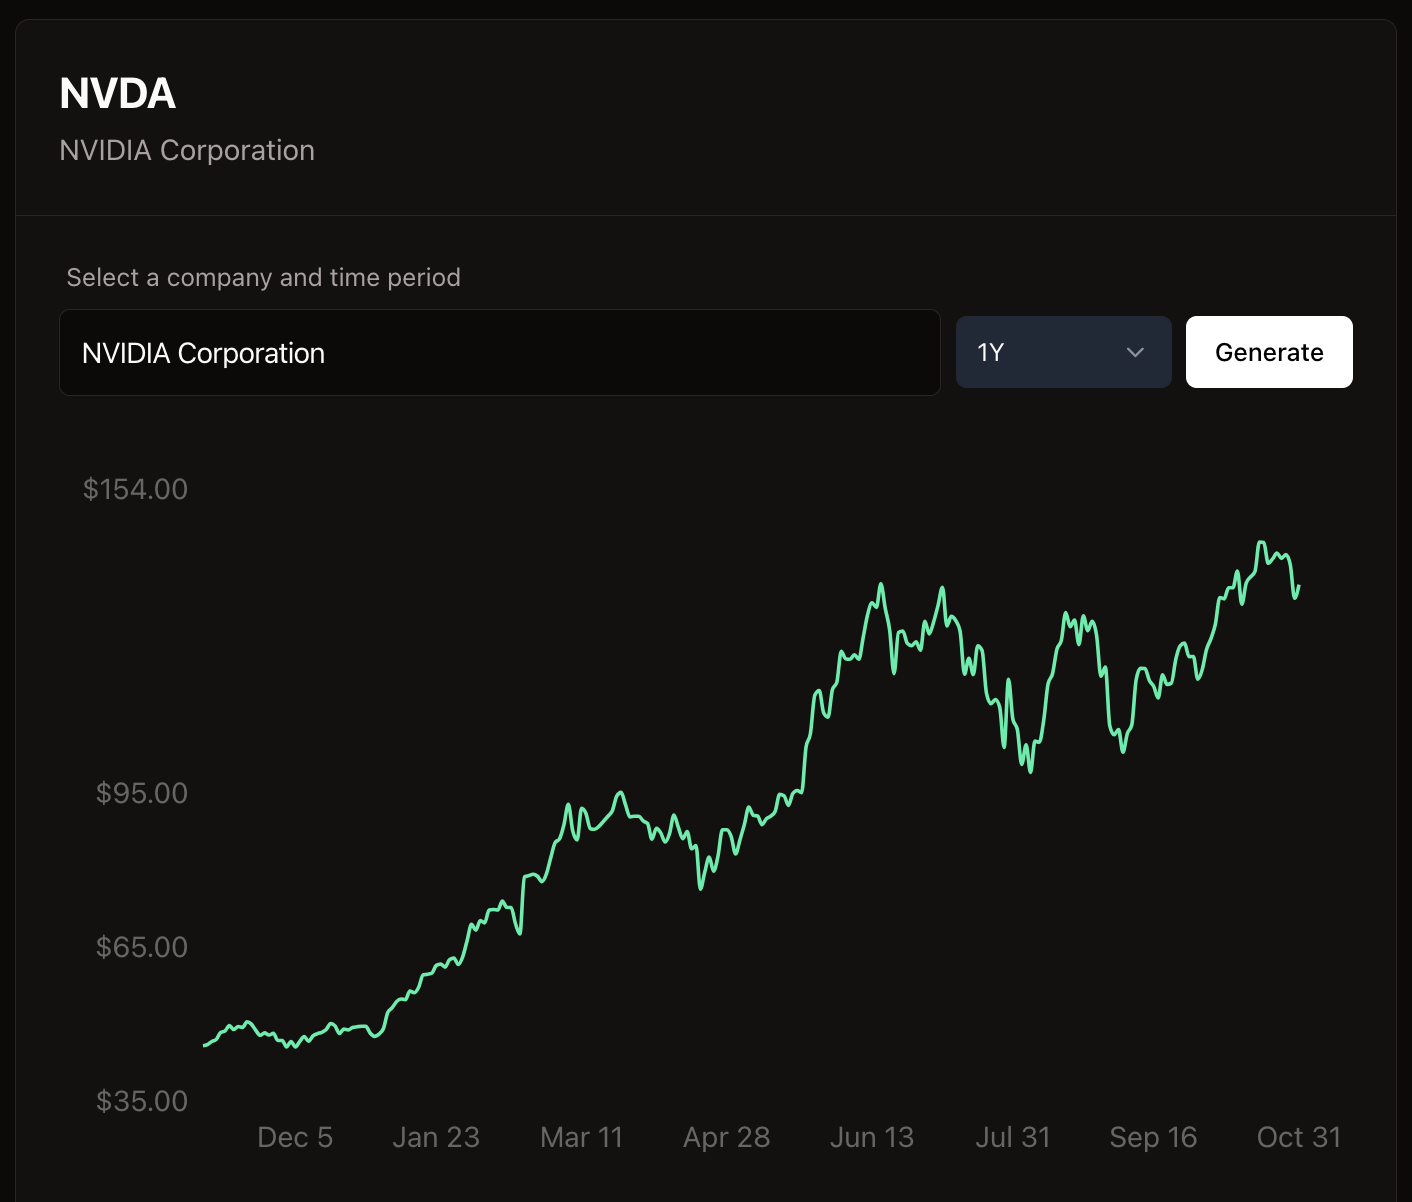 NVDA
NVIDIA Corporation
Select a company and time period
NVIDIA Corporation
1Y
Generate
$154.00
$95.00
$65.00
$35.00
Dec 5 Jan 23 Mar 11 Apr 28 Jun 13 Jul 31 Sep 16 Oct 31